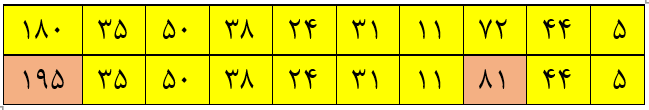 ۱۸۰ ۳۵ ۵۰ ۳۸ ۲۴ ۳۱ ۱۱ ۷۲ ۴۴ ۵
۱۹۵ ۳۵ ۵۰ ۳۸ ۲۴ ۳۱ ۱۱ ۸۱ ۴۴ ۵